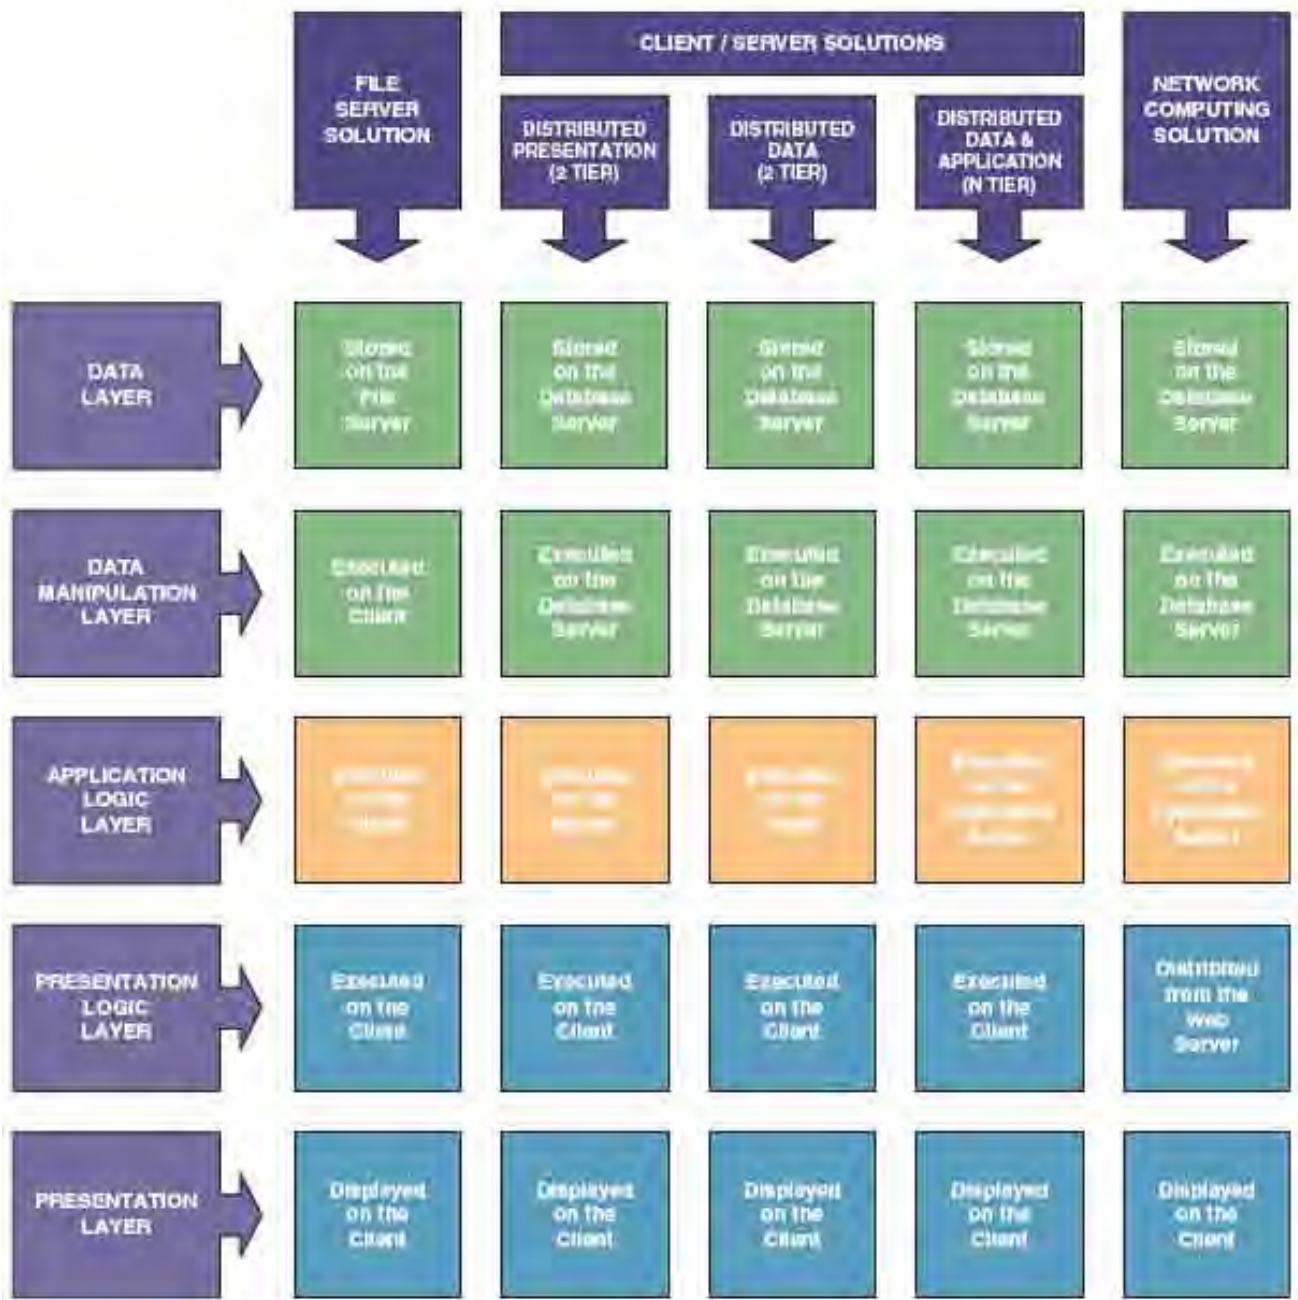 FILE
SERVER
SOLUTION
CLIENT / SERVER SOLUTIONS
DISTRIBUTED
PRESENTATION
(2 TIER)
DISTRIBUTED
DATA
(2 TIER)
DISTRIBUTED
DATA &
APPLICATION
(N TIER)
NETWORK
COMPUTING
SOLUTION
DATA
LAYER
Stored
on the
File
Server
Stored
on the
Database
Server
Stored
on the
Database
Server
Stored
on the
Database
Server
Stored
on the
Database
Server
DATA
MANIPULATION
LAYER
Executed
on the
Client
Executed
on the
Database
Server
Executed
on the
Database
Server
Executed
on the
Database
Server
Executed
on the
Database
Server
APPLICATION
LOGIC
LAYER
PRESENTATION
LOGIC
LAYER
Executed
on the
Client
Executed
on the
Client
Executed
on the
Client
Executed
on the
Client
Distributed
from the
Web
Server
PRESENTATION
LAYER
Displayed
on the
Client
Displayed
on the
Client
Displayed
on the
Client
Displayed
on the
Client
Displayed
on the
Client